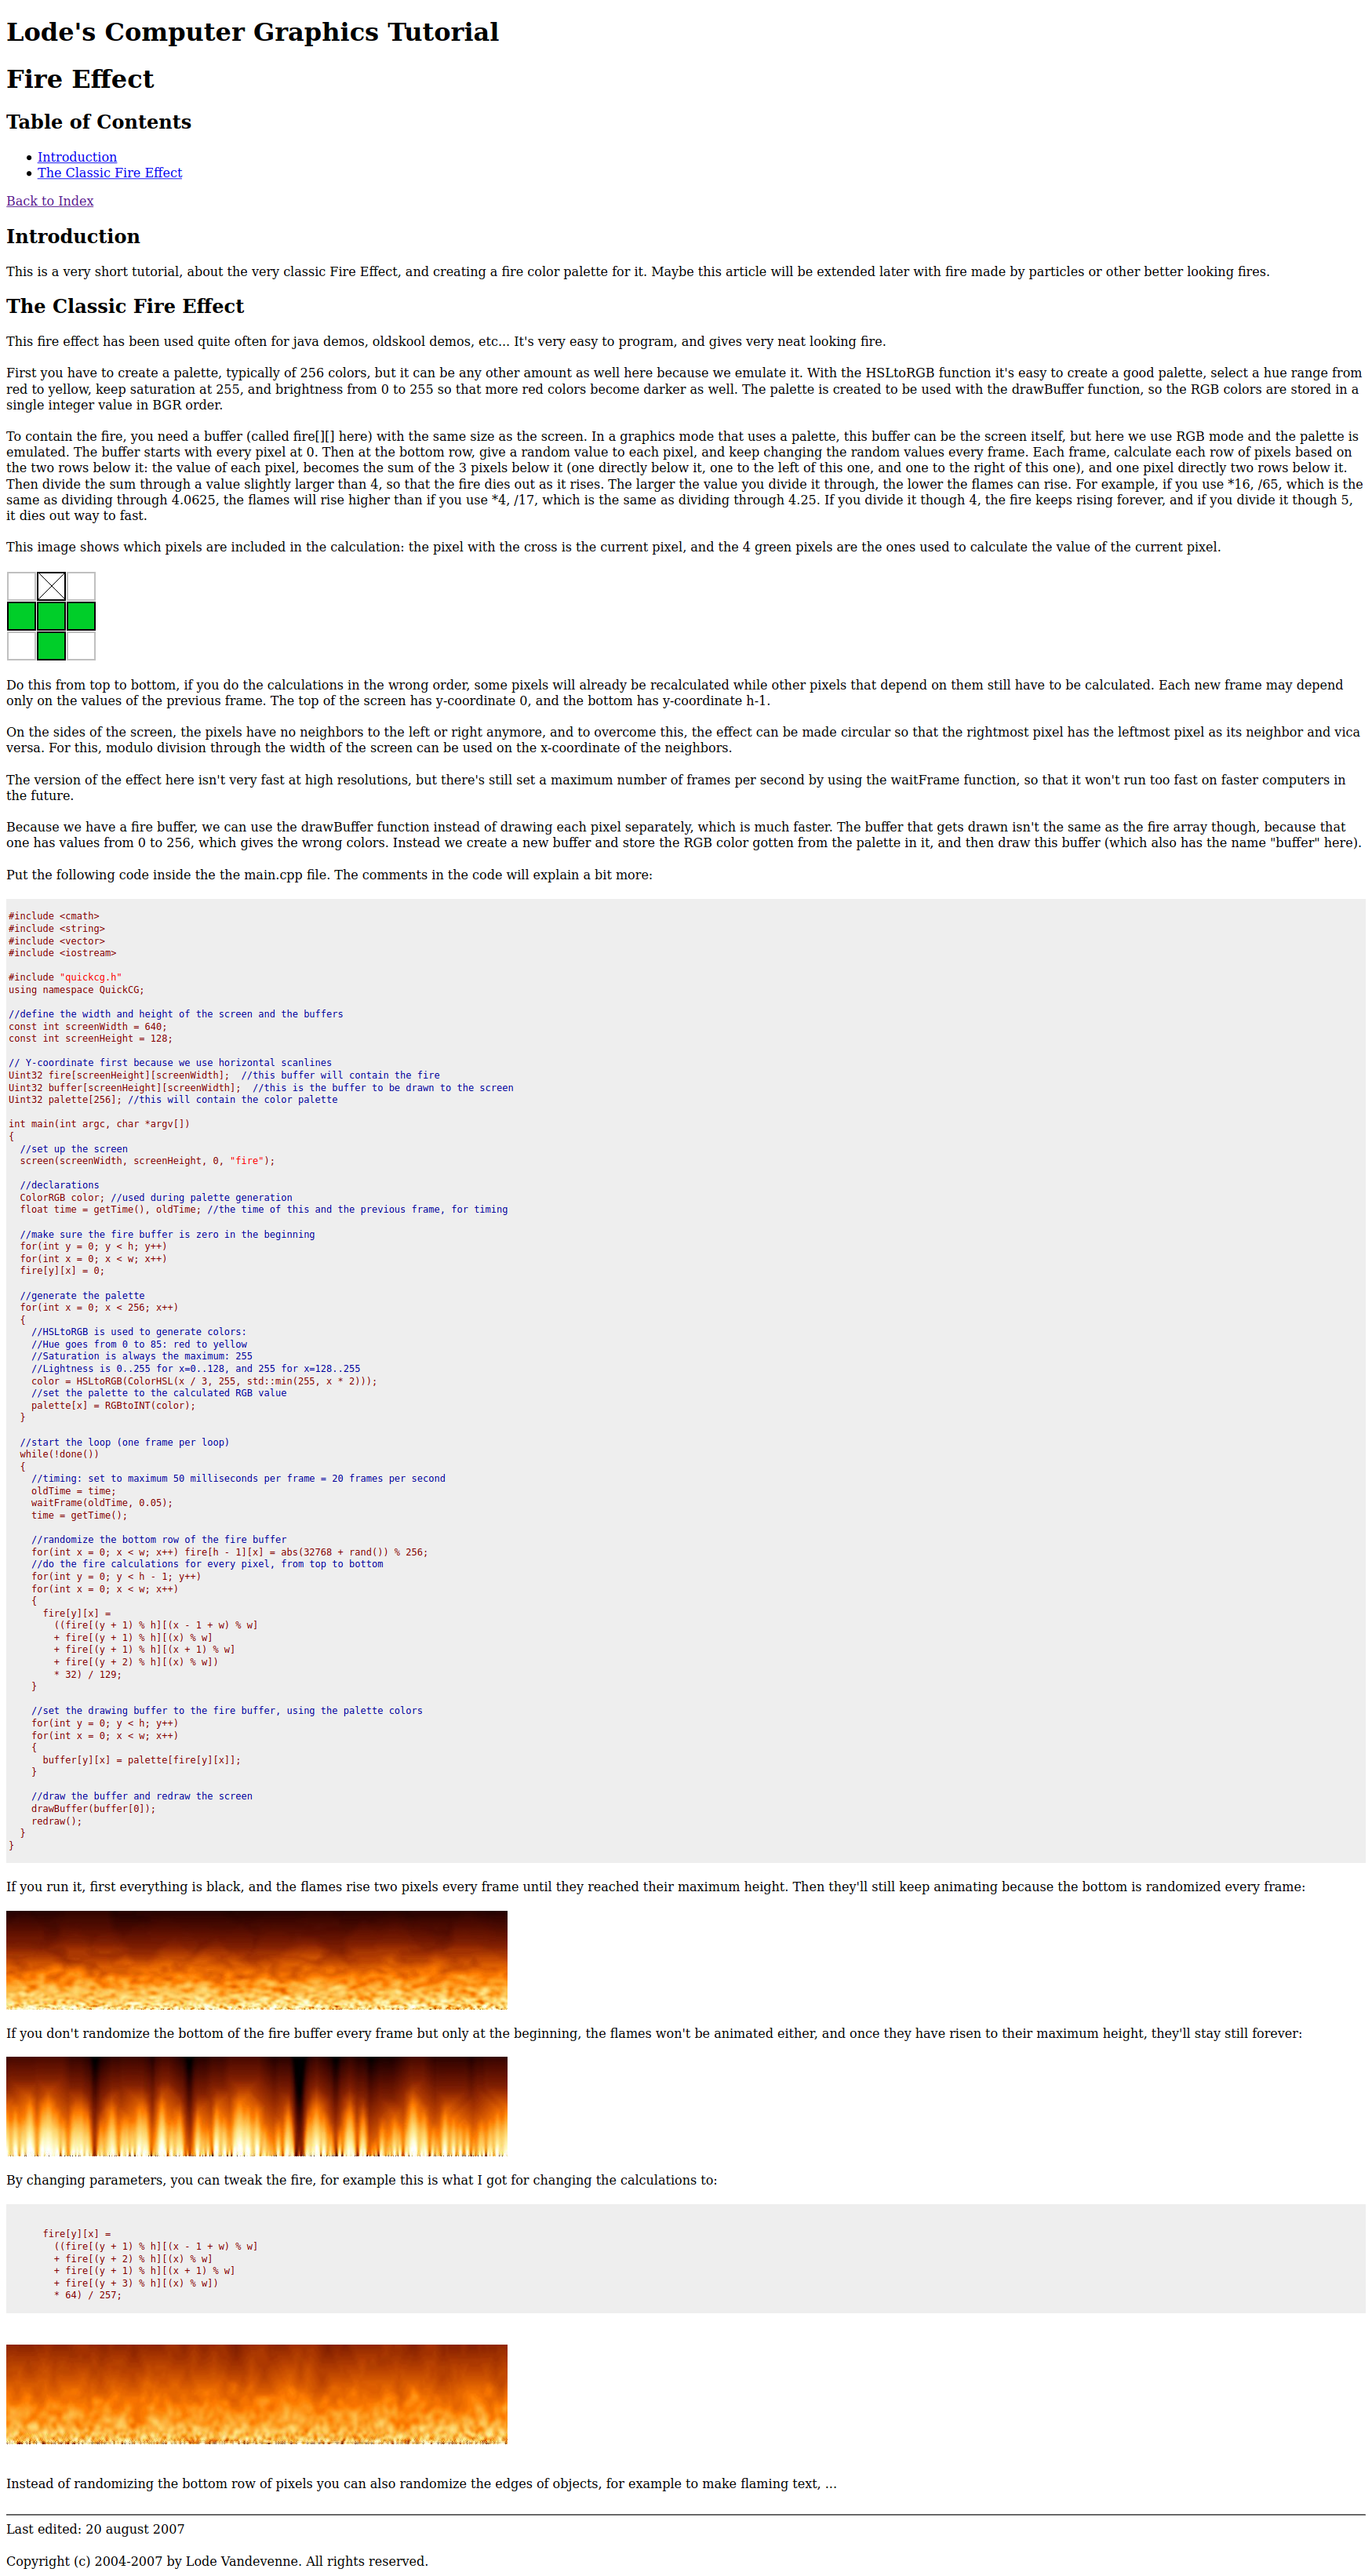 Lode's Computer Graphics Tutorial
Fire Effect
Table of Contents
Introduction
The Classic Fire Effect
Back to Index
Introduction
This is a very short tutorial, about the very classic Fire Effect, and creating a fire color palette for it. Maybe this article will be extended later with fire made by particles or other better looking fires.
The Classic Fire Effect
This fire effect has been used quite often for java demos, oldskool demos, etc... It's very easy to program, and gives very neat looking fire.
First you have to create a palette, typically of 256 colors, but it can be any other amount as well here because we emulate it. With the HSLtoRGB function it's easy to create a good palette, select a hue range from
red to yellow, keep saturation at 255, and brightness from 0 to 255 so that more red colors become darker as well. The palette is created to be used with the drawBuffer function, so the RGB colors are stored in a
single integer value in BGR order.
To contain the fire, you need a buffer (called fire[][] here) with the same size as the screen. In a graphics mode that uses a palette, this buffer can be the screen itself, but here we use RGB mode and the palette is
emulated. The buffer starts with every pixel at 0. Then at the bottom row, give a random value to each pixel, and keep changing the random values every frame. Each frame, calculate each row of pixels based on
the two rows below it: the value of each pixel, becomes the sum of the 3 pixels below it (one directly below it, one to the left of this one, and one to the right of this one), and one pixel directly two rows below it.
Then divide the sum through a value slightly larger than 4, so that the fire dies out as it rises. The larger the value you divide it through, the lower the flames can rise. For example, if you use *16, /65, which is the
same as dividing through 4.0625, the flames will rise higher than if you use *4, /17, which is the same as dividing through 4.25. If you divide it though 4, the fire keeps rising forever, and if you divide it though 5,
it dies out way to fast.
This image shows which pixels are included in the calculation: the pixel with the cross is the current pixel, and the 4 green pixels are the ones used to calculate the value of the current pixel.
Do this from top to bottom, if you do the calculations in the wrong order, some pixels will already be recalculated while other pixels that depend on them still have to be calculated. Each new frame may depend
only on the values of the previous frame. The top of the screen has y-coordinate 0, and the bottom has y-coordinate h-1.
On the sides of the screen, the pixels have no neighbors to the left or right anymore, and to overcome this, the effect can be made circular so that the rightmost pixel has the leftmost pixel as its neighbor and vica
versa. For this, modulo division through the width of the screen can be used on the x-coordinate of the neighbors.
The version of the effect here isn't very fast at high resolutions, but there's still set a maximum number of frames per second by using the waitFrame function, so that it won't run too fast on faster computers in
the future.
Because we have a fire buffer, we can use the drawBuffer function instead of drawing each pixel separately, which is much faster. The buffer that gets drawn isn't the same as the fire array though, because that
one has values from 0 to 256, which gives the wrong colors. Instead we create a new buffer and store the RGB color gotten from the palette in it, and then draw this buffer (which also has the name "buffer" here).
Put the following code inside the the main.cpp file. The comments in the code will explain a bit more:
#include <cmath>
#include <string>
#include <vector>
#include <iostream>
#include "quickcg.h"
using namespace QuickCG;
//define the width and height of the screen and the buffers
const int screenWidth = 640;
const int screenHeight = 128;
// Y-coordinate first because we use horizontal scanlines
Uint32 fire[screenHeight][screenWidth];  //this buffer will contain the fire
Uint32 buffer[screenHeight][screenWidth];  //this is the buffer to be drawn to the screen
Uint32 palette[256]; //this will contain the color palette
int main(int argc, char *argv[])
{
  //set up the screen
  screen(screenWidth, screenHeight, 0, "fire");
  //declarations
  ColorRGB color; //used during palette generation
  float time = getTime(), oldTime; //the time of this and the previous frame, for timing
  //make sure the fire buffer is zero in the beginning
  for(int y = 0; y < h; y++)
  for(int x = 0; x < w; x++)
  fire[y][x] = 0;
  //generate the palette
  for(int x = 0; x < 256; x++)
  {
    //HSLtoRGB is used to generate colors:
    //Hue goes from 0 to 85: red to yellow
    //Saturation is always the maximum: 255
    //Lightness is 0..255 for x=0..128, and 255 for x=128..255
    color = HSLtoRGB(ColorHSL(x / 3, 255, std::min(255, x * 2)));
    //set the palette to the calculated RGB value
    palette[x] = RGBtoINT(color);
  }
  //start the loop (one frame per loop)
  while(!done())
  {
    //timing: set to maximum 50 milliseconds per frame = 20 frames per second
    oldTime = time;
    waitFrame(oldTime, 0.05);
    time = getTime();
    //randomize the bottom row of the fire buffer
    for(int x = 0; x < w; x++) fire[h - 1][x] = abs(32768 + rand()) % 256;
    //do the fire calculations for every pixel, from top to bottom
    for(int y = 0; y < h - 1; y++)
    for(int x = 0; x < w; x++)
    {
      fire[y][x] =
        ((fire[(y + 1) % h][(x - 1 + w) % w]
        + fire[(y + 1) % h][(x) % w]
        + fire[(y + 1) % h][(x + 1) % w]
        + fire[(y + 2) % h][(x) % w])
        * 32) / 129;
    }
    //set the drawing buffer to the fire buffer, using the palette colors
    for(int y = 0; y < h; y++)
    for(int x = 0; x < w; x++)
    {
      buffer[y][x] = palette[fire[y][x]];
    }
    //draw the buffer and redraw the screen
    drawBuffer(buffer[0]);
    redraw();
  }
}
If you run it, first everything is black, and the flames rise two pixels every frame until they reached their maximum height. Then they'll still keep animating because the bottom is randomized every frame:
If you don't randomize the bottom of the fire buffer every frame but only at the beginning, the flames won't be animated either, and once they have risen to their maximum height, they'll stay still forever:
By changing parameters, you can tweak the fire, for example this is what I got for changing the calculations to:
      fire[y][x] =
        ((fire[(y + 1) % h][(x - 1 + w) % w]
        + fire[(y + 2) % h][(x) % w]
        + fire[(y + 1) % h][(x + 1) % w]
        + fire[(y + 3) % h][(x) % w])
        * 64) / 257;
Instead of randomizing the bottom row of pixels you can also randomize the edges of objects, for example to make flaming text, ...
Last edited: 20 august 2007
Copyright (c) 2004-2007 by Lode Vandevenne. All rights reserved.